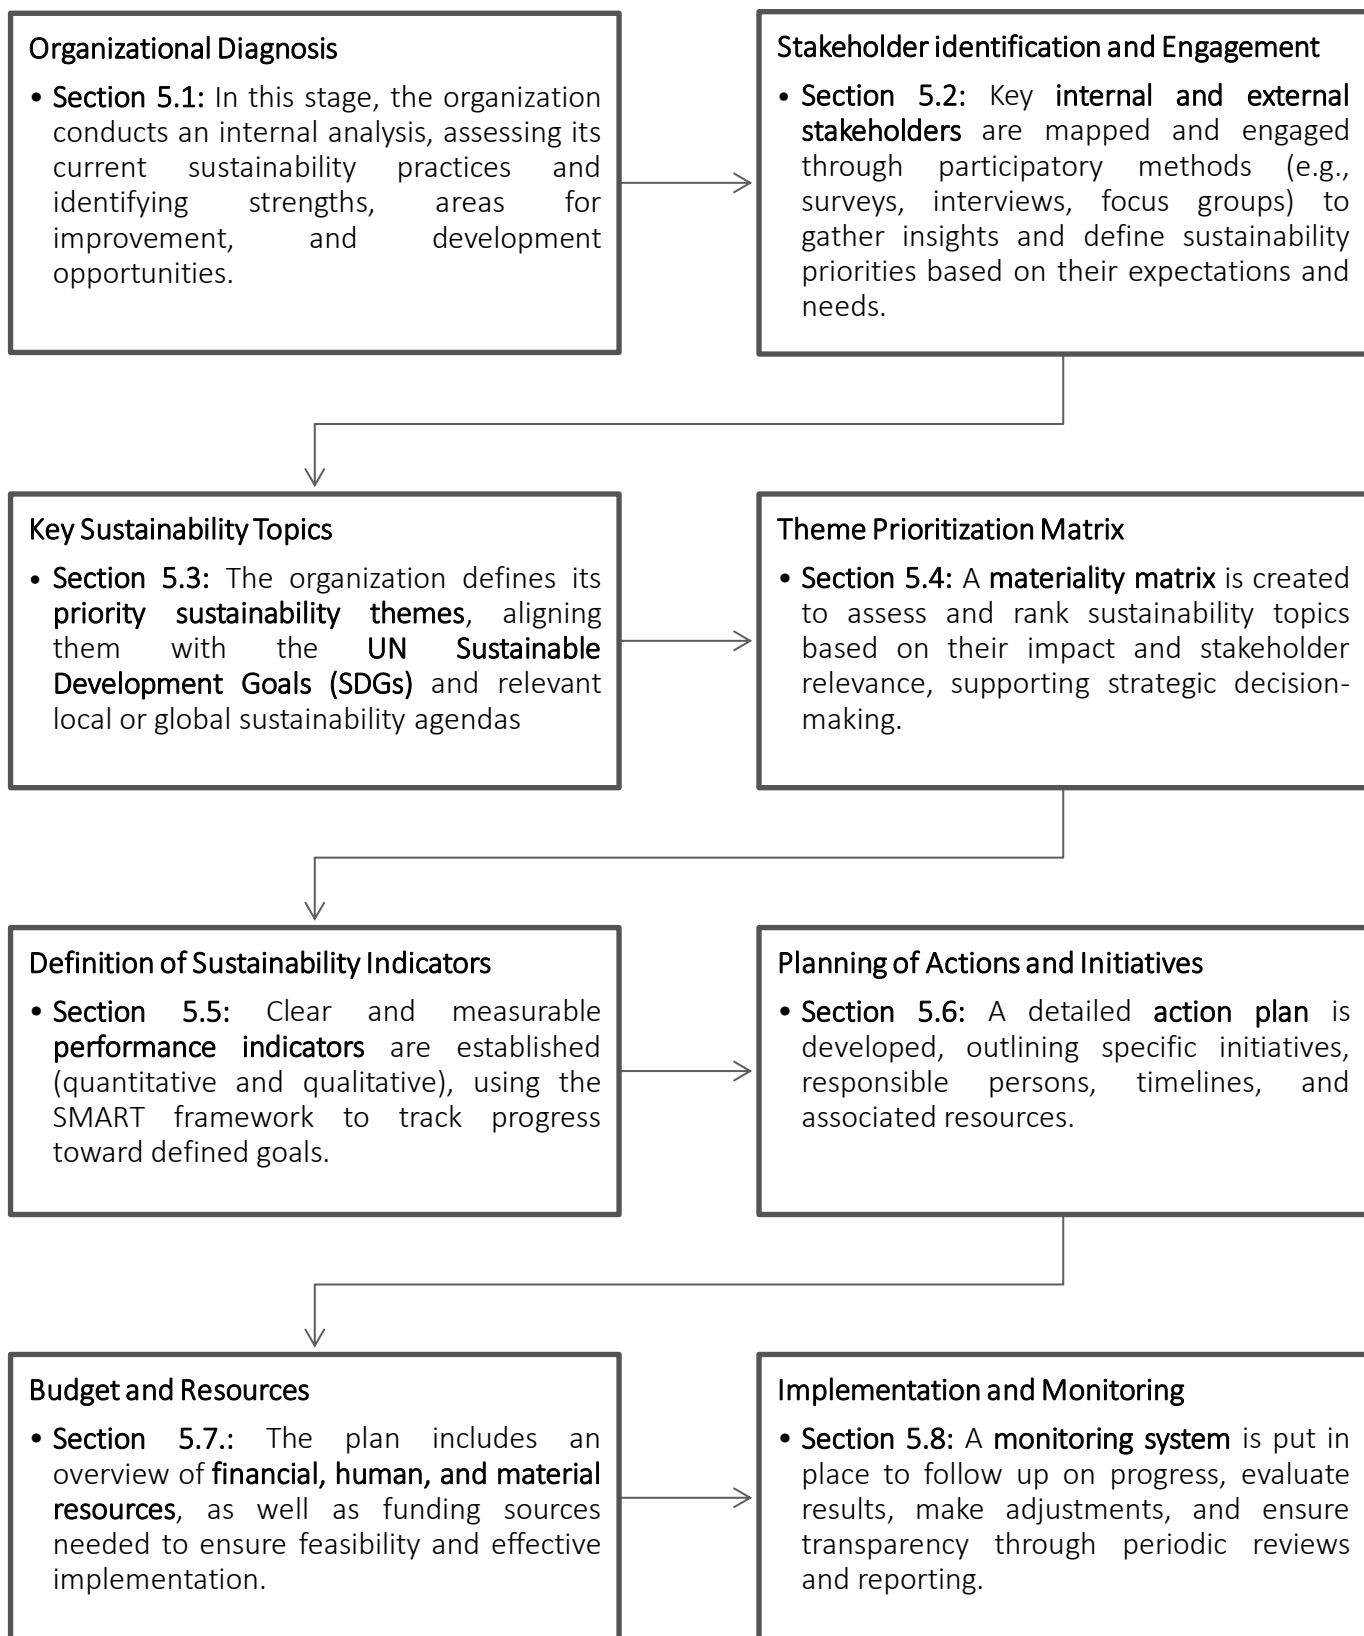 Organizational Diagnosis
• Section 5.1: In this stage, the organization
conducts an internal analysis, assessing its
current sustainability practices and
identifying strengths, areas for
improvement, and development
opportunities.
Stakeholder identification and Engagement
• Section 5.2: Key internal and external
stakeholders are mapped and engaged
through participatory methods (e.g.,
surveys, interviews, focus groups) to
gather insights and define sustainability
priorities based on their expectations and
needs.
Key Sustainability Topics
• Section 5.3: The organization defines its
priority sustainability themes, aligning
them with the UN Sustainable
Development Goals (SDGs) and relevant
local or global sustainability agendas
Theme Prioritization Matrix
• Section 5.4: A materiality matrix is created
to assess and rank sustainability topics
based on their impact and stakeholder
relevance, supporting strategic decision-
making.
Definition of Sustainability Indicators
• Section 5.5: Clear and measurable
performance indicators are established
(quantitative and qualitative), using the
SMART framework to track progress
toward defined goals.
Planning of Actions and Initiatives
• Section 5.6: A detailed action plan is
developed, outlining specific initiatives,
responsible persons, timelines, and
associated resources.
Budget and Resources
• Section 5.7.: The plan includes an
overview of financial, human, and material
resources, as well as funding sources
needed to ensure feasibility and effective
implementation.
Implementation and Monitoring
• Section 5.8: A monitoring system is put in
place to follow up on progress, evaluate
results, make adjustments, and ensure
transparency through periodic reviews
and reporting.